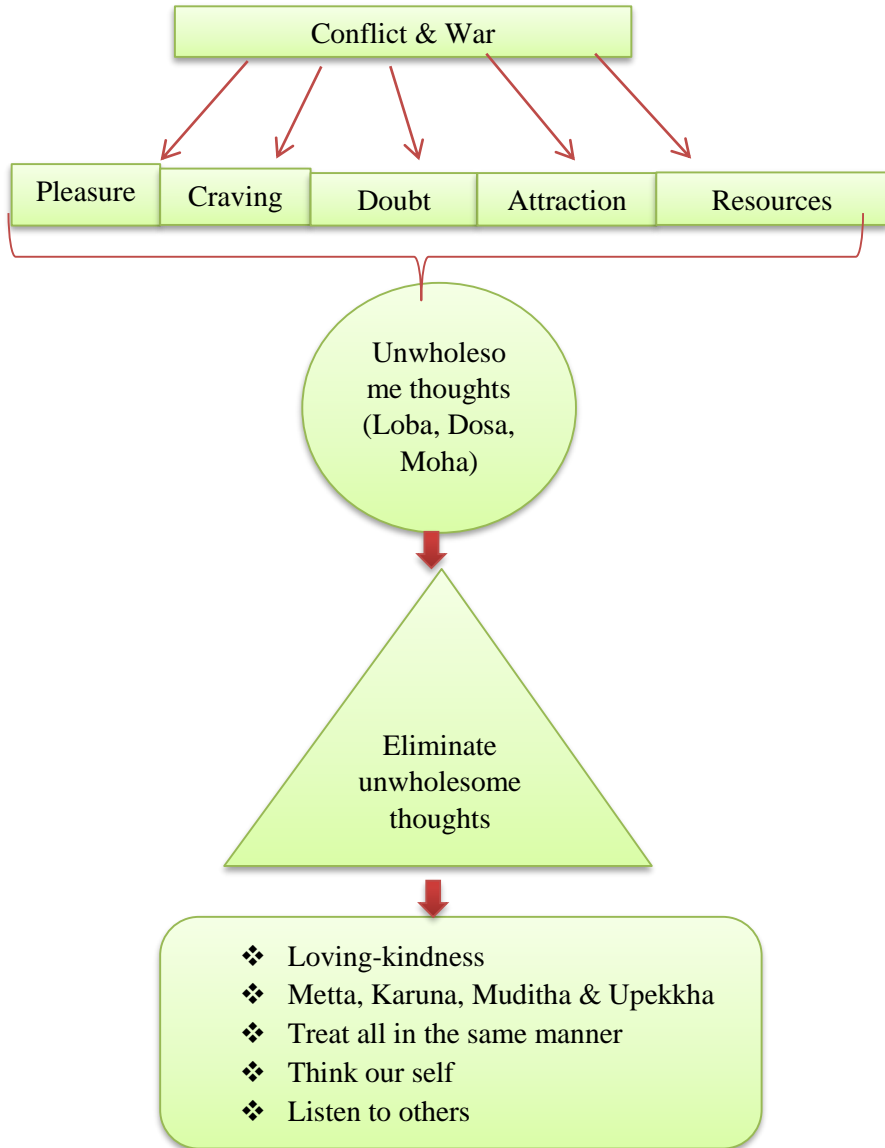 Conflict & War
Pleasure
Craving
Doubt
Attraction
Resources
Unwholeso
me thoughts
(Loba, Dosa,
Moha)
Eliminate
unwholesome
thoughts
❖ Loving-kindness
❖ Metta, Karuna, Muditha & Upekkha
❖ Treat all in the same manner
❖ Think our self
❖ Listen to others